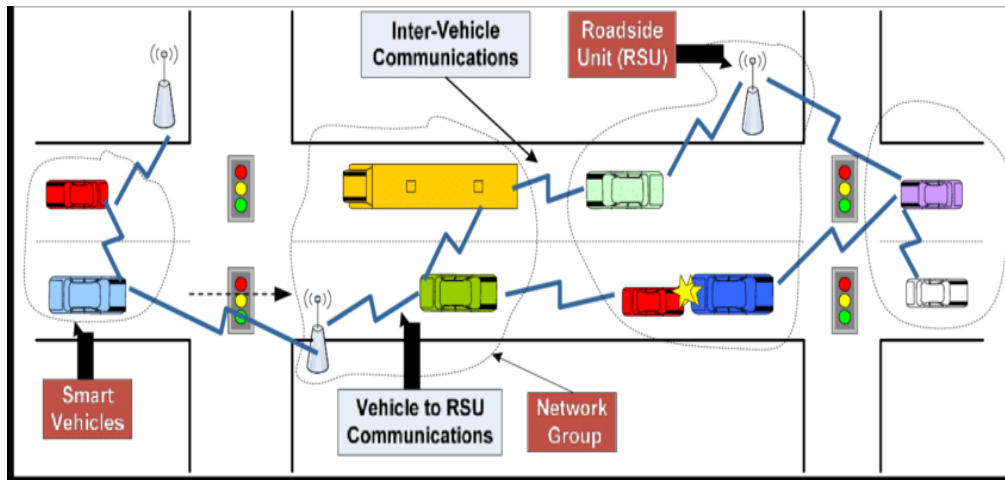 Inter-Vehicle
Communications
Roadside
Unit (RSU)
Smart
Vehicles
Vehicle to RSU
Communications
Network
Group